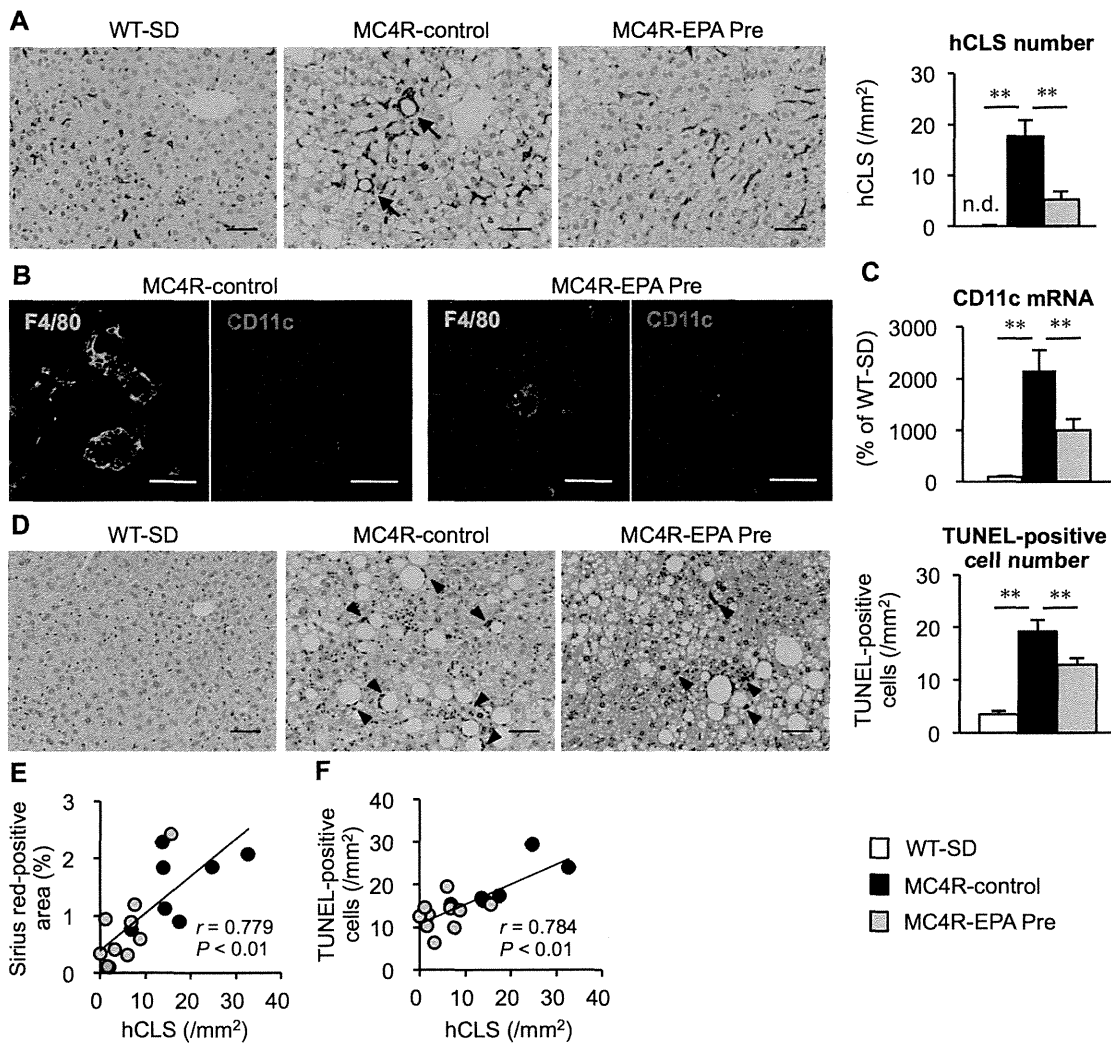 A
WT-SD
MC4R-control
MC4R-EPA Pre
hCLS number
hCLS (/mm²)
30
20
10
0
n.d.
**
**
B
MC4R-control
MC4R-EPA Pre
F4/80
CD11c
F4/80
CD11c
C
CD11c mRNA
(% of WT-SD)
3000
2000
1000
0
**
**
D
WT-SD
MC4R-control
MC4R-EPA Pre
TUNEL-positive
cell number
TUNEL-positive
cells (/mm²)
30
20
10
0
**
**
E
Sirius red-positive
area (%)
3
2
1
0
r = 0.779
P < 0.01
0 10 20 30 40
hCLS (/mm²)
F
TUNEL-positive
cells (/mm²)
40
30
20
10
0
r = 0.784
P < 0.01
0 10 20 30 40
hCLS (/mm²)
WT-SD
MC4R-control
MC4R-EPA Pre